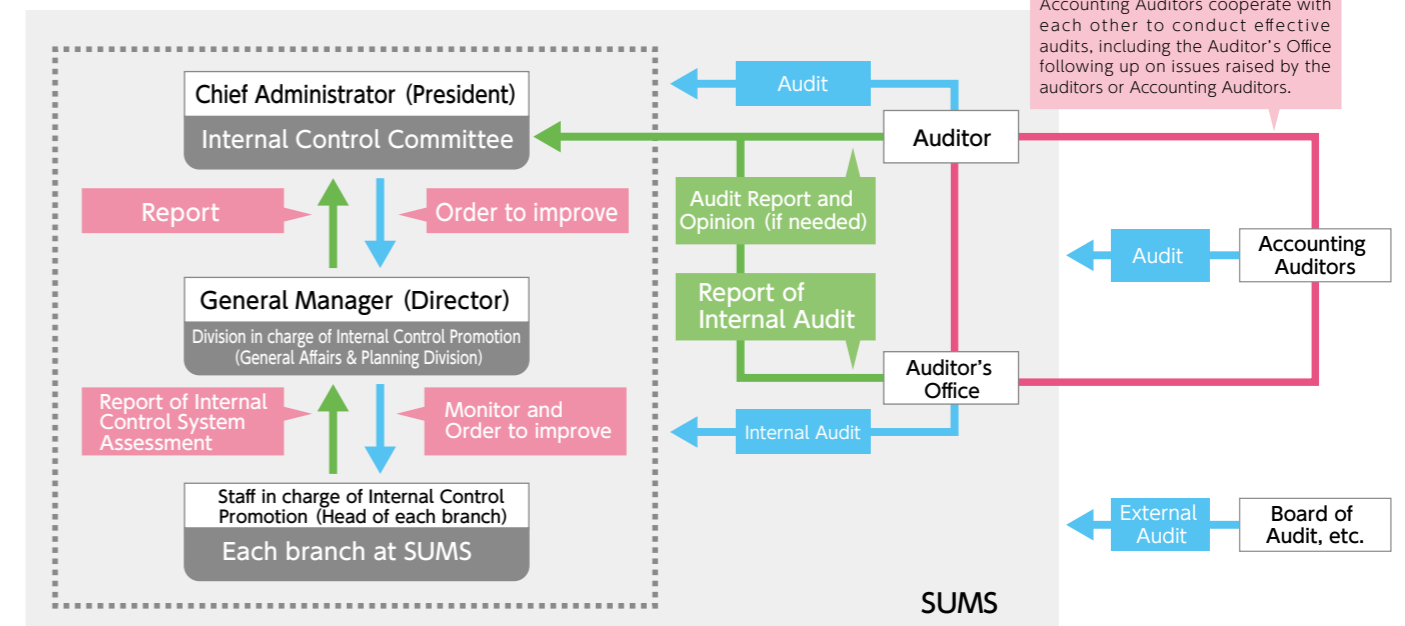 Accounting Auditors cooperate with
each other to conduct effective
audits, including the Auditor’s Office
following up on issues raised by the
auditors or Accounting Auditors.
Chief Administrator (President)
Internal Control Committee
Audit
Auditor
Report
Order to improve
Audit Report and
Opinion (if needed)
Audit
Accounting
Auditors
General Manager (Director)
Division in charge of Internal Control Promotion
(General Affairs & Planning Division)
Report of
Internal Audit
Auditor’s
Office
Report of Internal
Control System
Assessment
Monitor and
Order to improve
Internal Audit
Staff in charge of Internal Control
Promotion (Head of each branch)
Each branch at SUMS
External
Audit
Board of
Audit, etc.
SUMS